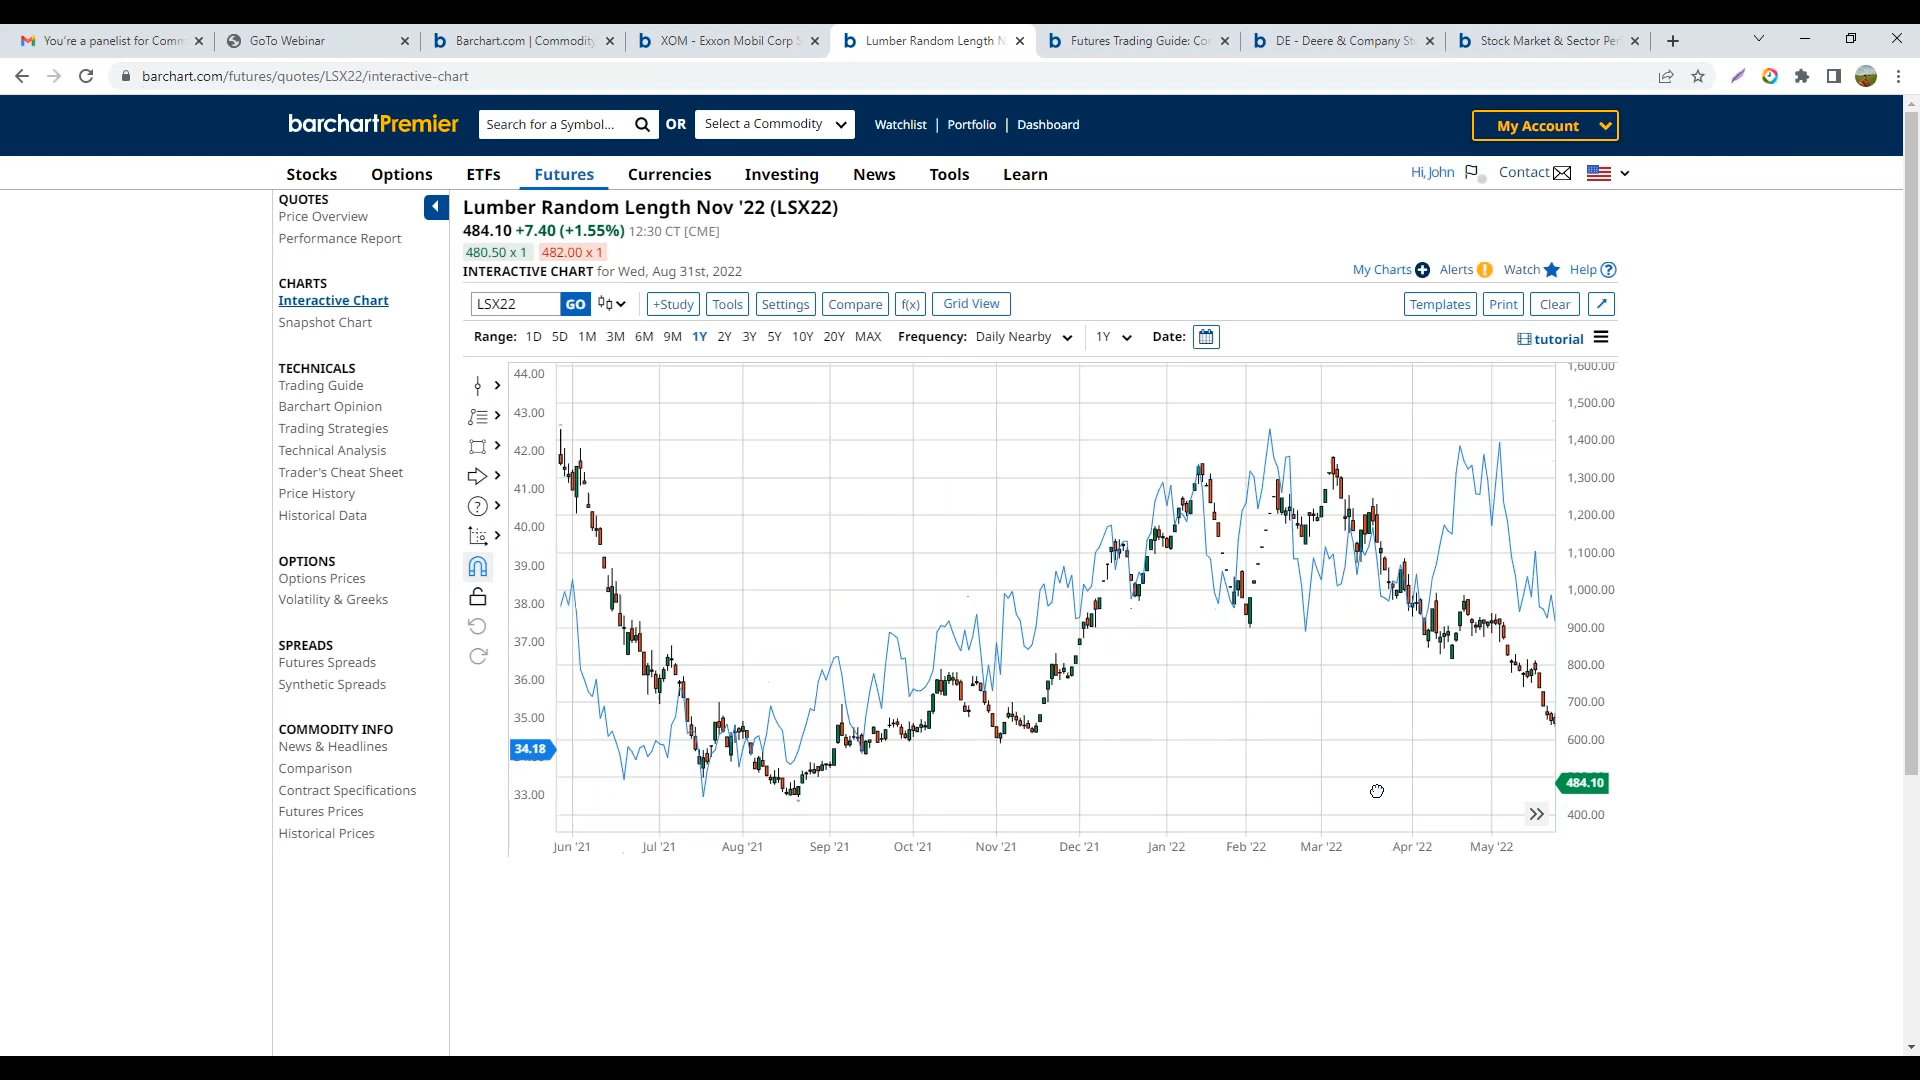 You're a panelist for Comm
GoTo Webinar
Barchart.com | Commodity
XOM - Exxon Mobil Corp S
Lumber Random Length N
Futures Trading Guide: Co
DE - Deere & Company St
Stock Market & Sector Per
barchart.com/futures/quotes/LSX22/interactive-chart
barchartPremier
Search for a Symbol...
OR
Select a Commodity
Watchlist | Portfolio | Dashboard
My Account
Stocks Options ETFs Futures Currencies Investing News Tools Learn
Hi, John
Contact
QUOTES
Price Overview
Performance Report
CHARTS
Interactive Chart
Snapshot Chart
TECHNICALS
Trading Guide
Barchart Opinion
Trading Strategies
Technical Analysis
Trader's Cheat Sheet
Price History
Historical Data
OPTIONS
Options Prices
Volatility & Greeks
SPREADS
Futures Spreads
Synthetic Spreads
COMMODITY INFO
News & Headlines
Comparison
Contract Specifications
Futures Prices
Historical Prices
Lumber Random Length Nov '22 (LSX22)
484.10 +7.40 (+1.55%) 12:30 CT [CME]
480.50 x 1 482.00 x 1
INTERACTIVE CHART for Wed, Aug 31st, 2022
My Charts Alerts Watch Help
LSX22 GO +Study Tools Settings Compare f(x) Grid View
Templates Print Clear
Range: 1D 5D 1M 3M 6M 9M 1Y 2Y 3Y 5Y 10Y 20Y MAX Frequency: Daily Nearby 1Y Date:
tutorial
44.00
43.00
42.00
41.00
40.00
39.00
38.00
37.00
36.00
35.00
34.18
33.00
1,600.00
1,500.00
1,400.00
1,300.00
1,200.00
1,100.00
1,000.00
900.00
800.00
700.00
600.00
484.10
400.00
Jun '21 Jul '21 Aug '21 Sep '21 Oct '21 Nov '21 Dec '21 Jan '22 Feb '22 Mar '22 Apr '22 May '22